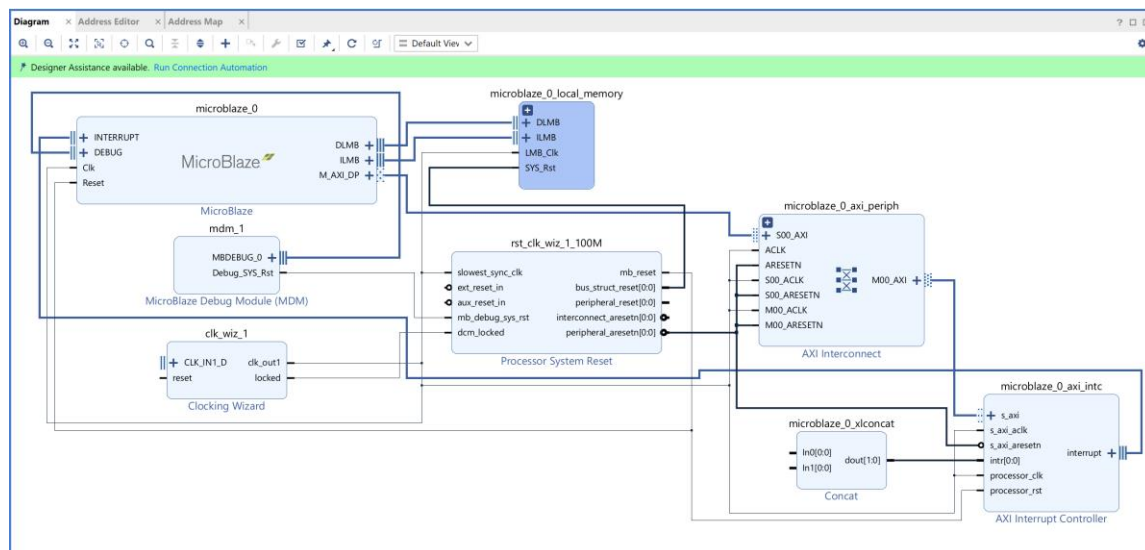 Diagram × Address Editor × Address Map ×
Default View
Designer Assistance available. Run Connection Automation
microblaze_0
INTERRUPT
DEBUG
Clk
Reset
MicroBlaze
DLMB
ILMB
M_AXI_DP
MicroBlaze
microblaze_0_local_memory
DLMB
ILMB
LMB_Clk
SYS_Rst
mdm_1
MBDEBUG_0
Debug_SYS_Rst
MicroBlaze Debug Module (MDM)
rst_clk_wiz_1_100M
slowest_sync_clk
ext_reset_in
aux_reset_in
mb_debug_sys_rst
dcm_locked
mb_reset
bus_struct_reset[0:0]
peripheral_reset[0:0]
interconnect_aresetn[0:0]
peripheral_aresetn[0:0]
Processor System Reset
microblaze_0_axi_periph
S00_AXI
ACLK
ARESETN
S00_ACLK
S00_ARESETN
M00_ACLK
M00_ARESETN
M00_AXI
AXI Interconnect
clk_wiz_1
CLK_IN1_D
reset
clk_out1
locked
Clocking Wizard
microblaze_0_xlconcat
In0[0:0]
In1[0:0]
dout[1:0]
Concat
microblaze_0_axi_intc
s_axi
s_axi_aclk
s_axi_aresetn
intr[0:0]
processor_clk
processor_rst
interrupt
AXI Interrupt Controller